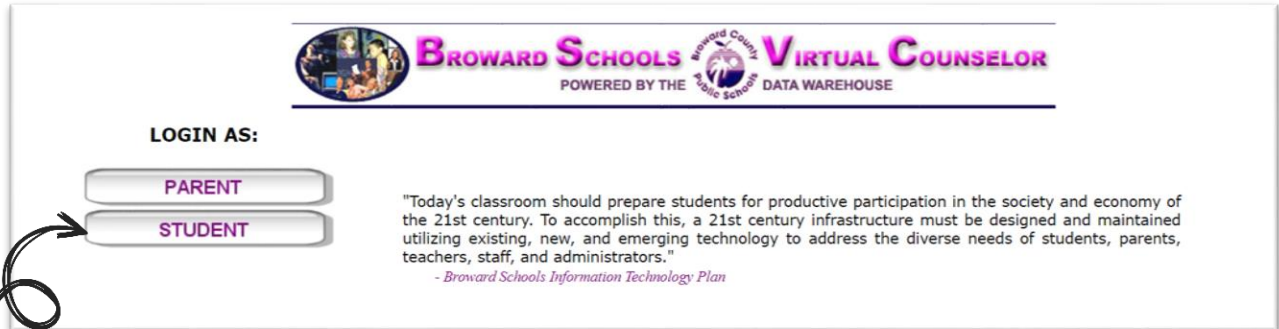 BROWARD SCHOOLS Broward County Public Schools VIRTUAL COUNSELOR
POWERED BY THE DATA WAREHOUSE
LOGIN AS:
PARENT
STUDENT
"Today's classroom should prepare students for productive participation in the society and economy of
the 21st century. To accomplish this, a 21st century infrastructure must be designed and maintained
utilizing existing, new, and emerging technology to address the diverse needs of students, parents,
teachers, staff, and administrators."
- Broward Schools Information Technology Plan